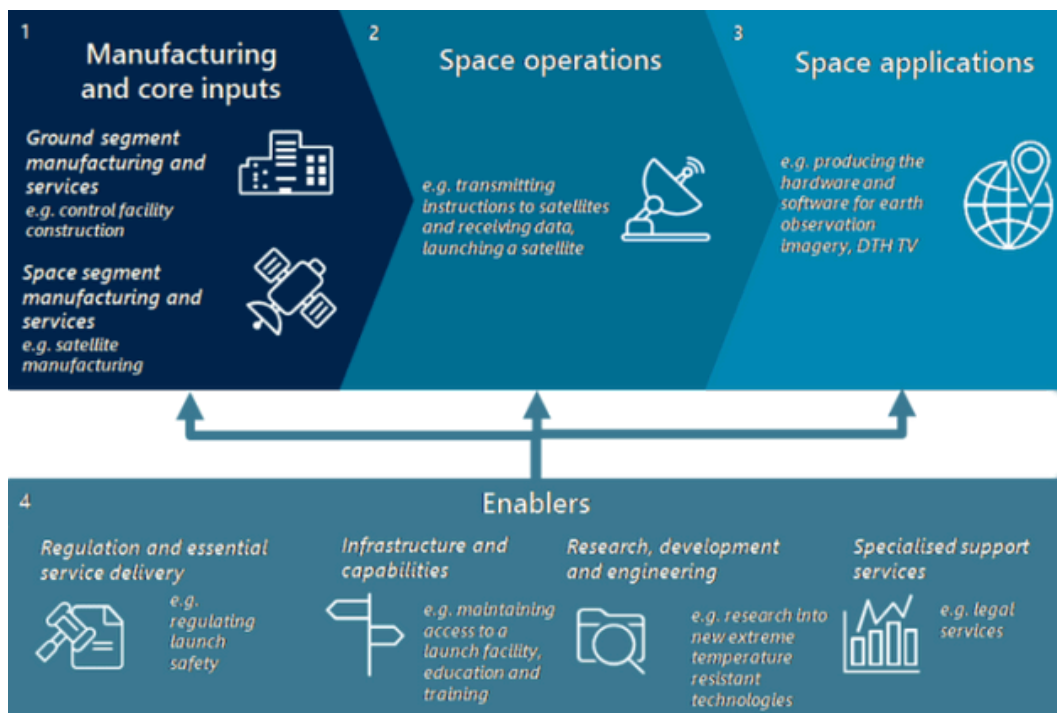 1
Manufacturing
and core inputs
Ground segment
manufacturing and
services
e.g. control facility
construction
Space segment
manufacturing and
services
e.g. satellite
manufacturing
2
Space operations
e.g. transmitting
instructions to satellites
and receiving data,
launching a satellite
3
Space applications
e.g. producing the
hardware and
software for earth
observation
imagery, DTH TV
4
Enablers
Regulation and essential
service delivery
e.g.
regulating
launch
safety
Infrastructure and
capabilities
e.g. maintaining
access to a
launch facility,
education and
training
Research, development
and engineering
e.g. research into
new extreme
temperature
resistant
technologies
Specialised support
services
e.g. legal
services